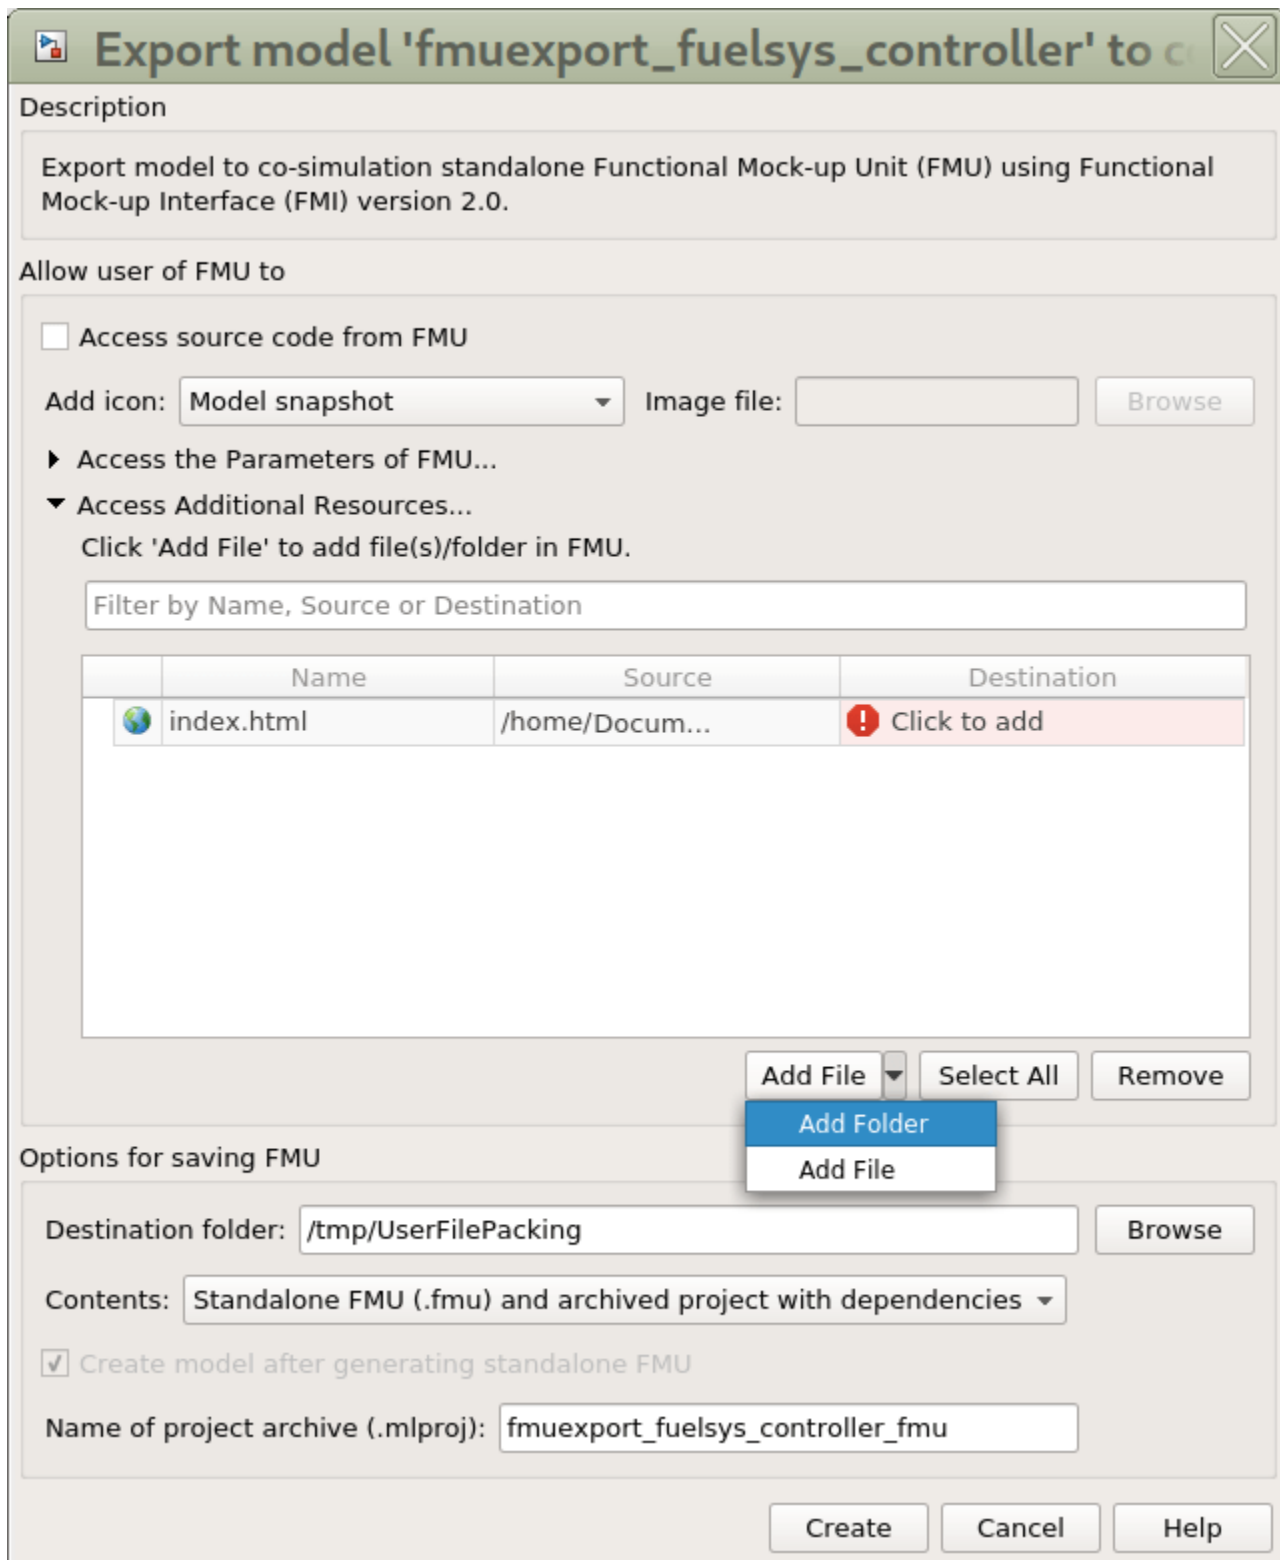 Export model 'fmuexport_fuelsys_controller' to
Description
Export model to co-simulation standalone Functional Mock-up Unit (FMU) using Functional
Mock-up Interface (FMI) version 2.0.
Allow user of FMU to
Access source code from FMU
Add icon: Model snapshot Image file: Browse
Access the Parameters of FMU...
Access Additional Resources...
Click 'Add File' to add file(s)/folder in FMU.
Filter by Name, Source or Destination
Name Source Destination
index.html /home/Docum... Click to add
Add File Select All Remove
Add Folder
Add File
Options for saving FMU
Destination folder: /tmp/UserFilePacking Browse
Contents: Standalone FMU (.fmu) and archived project with dependencies
Create model after generating standalone FMU
Name of project archive (.mlproj): fmuexport_fuelsys_controller_fmu
Create Cancel Help